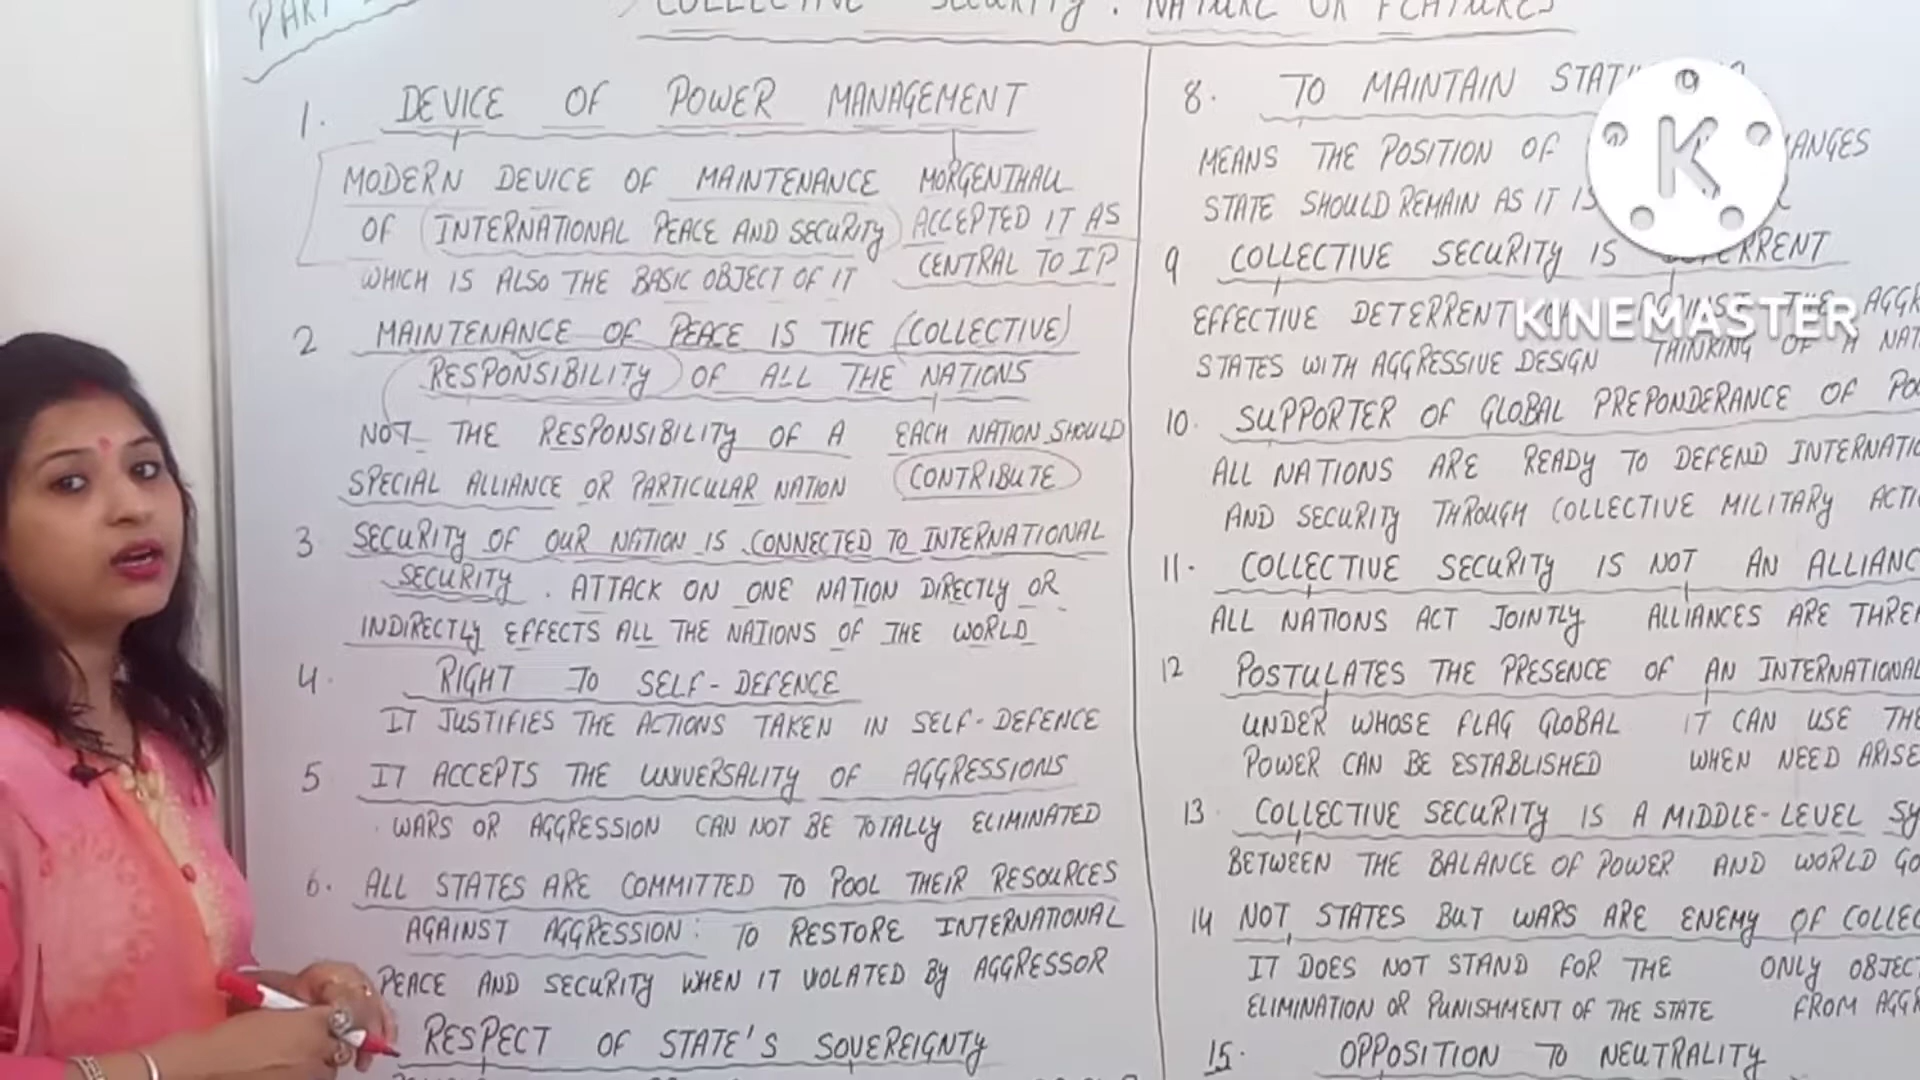 PART
COLLECTIVE SECURITY : NATURE OR FEATURES
1. DEVICE OF POWER MANAGEMENT
MODERN DEVICE OF MAINTENANCE
OF INTERNATIONAL PEACE AND SECURITY
WHICH IS ALSO THE BASIC OBJECT OF IT
MORGENTHAU
ACCEPTED IT AS
CENTRAL TO IP
2 MAINTENANCE OF PEACE IS THE (COLLECTIVE)
RESPONSIBILITY OF ALL THE NATIONS
NOT THE RESPONSIBILITY OF A
SPECIAL ALLIANCE OR PARTICULAR NATION
EACH NATION SHOULD
CONTRIBUTE
3 SECURITY OF OUR NATION IS CONNECTED TO INTERNATIONAL
SECURITY. ATTACK ON ONE NATION DIRECTLY OR
INDIRECTLY EFFECTS ALL THE NATIONS OF THE WORLD
4. RIGHT TO SELF-DEFENCE
IT JUSTIFIES THE ACTIONS TAKEN IN SELF-DEFENCE
5 IT ACCEPTS THE UNIVERSALITY OF AGGRESSIONS
WARS OR AGGRESSION CAN NOT BE TOTALLY ELIMINATED
6. ALL STATES ARE COMMITTED TO POOL THEIR RESOURCES
AGAINST AGGRESSION: TO RESTORE INTERNATIONAL
PEACE AND SECURITY WHEN IT VIOLATED BY AGGRESSOR
RESPECT OF STATE'S SOVEREIGNTY
8. TO MAINTAIN
MEANS THE POSITION OF
STATE SHOULD REMAIN AS IT IS
9 COLLECTIVE SECURITY IS
EFFECTIVE DETERRENT AGAINST THE
STATES WITH AGGRESSIVE DESIGN THINKING OF A
10. SUPPORTER OF GLOBAL PREPONDERANCE OF
ALL NATIONS ARE READY TO DEFEND
AND SECURITY THROUGH COLLECTIVE MILITARY
11. COLLECTIVE SECURITY IS NOT AN
ALL NATIONS ACT JOINTLY ALLIANCES ARE
12 POSTULATES THE PRESENCE OF AN INTERNATIONAL
UNDER WHOSE FLAG GLOBAL
POWER CAN BE ESTABLISHED
IT CAN USE THE
WHEN NEED ARISE
13. COLLECTIVE SECURITY IS A MIDDLE-LEVEL
BETWEEN THE BALANCE OF POWER AND WORLD
14 NOT STATES BUT WARS ARE ENEMY OF
IT DOES NOT STAND FOR THE
ELIMINATION OR PUNISHMENT OF THE STATE
ONLY
FROM
15. OPPOSITION TO NEUTRALITY
K
KINEMASTER